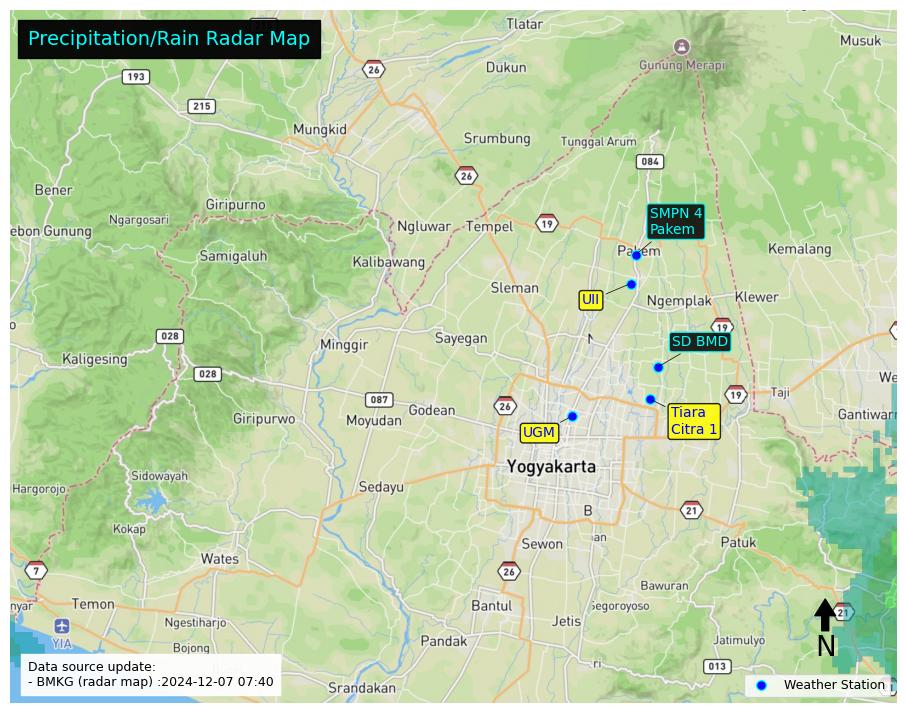 Precipitation/Rain Radar Map
Tlatar
Musuk
193
26
Dukun
Gunung Merapi
215
Mungkid
Srumbung
Tunggal Arum
084
26
Bener
Giripurno
SMPN 4
Pakem
Ngargosari
ebon Gunung
Ngluwar
Tempel
19
Samigaluh
Kalibawang
Pakem
Kemalang
Sleman
UII
Ngemplak
Klewer
Minggir
Sayegan
N
19
SD BMD
028
Kaligesing
028
We
087
26
19
Taji
Giripurwo
Moyudan
Godean
UGM
Tiara
Citra 1
Gantiwar
Yogyakarta
Sidowayah
Hargorojo
Sedayu
21
B
Kokap
Sewon
an
Patuk
Wates
7
26
Bawuran
nyar
Temon
Bantul
Segoroyoso
21
Ngestiharjo
Jetis
YIA
Pandak
Jatimulyo
N
Bojong
ri
013
Srandakan
Data source update:
- BMKG (radar map) :2024-12-07 07:40
Weather Station